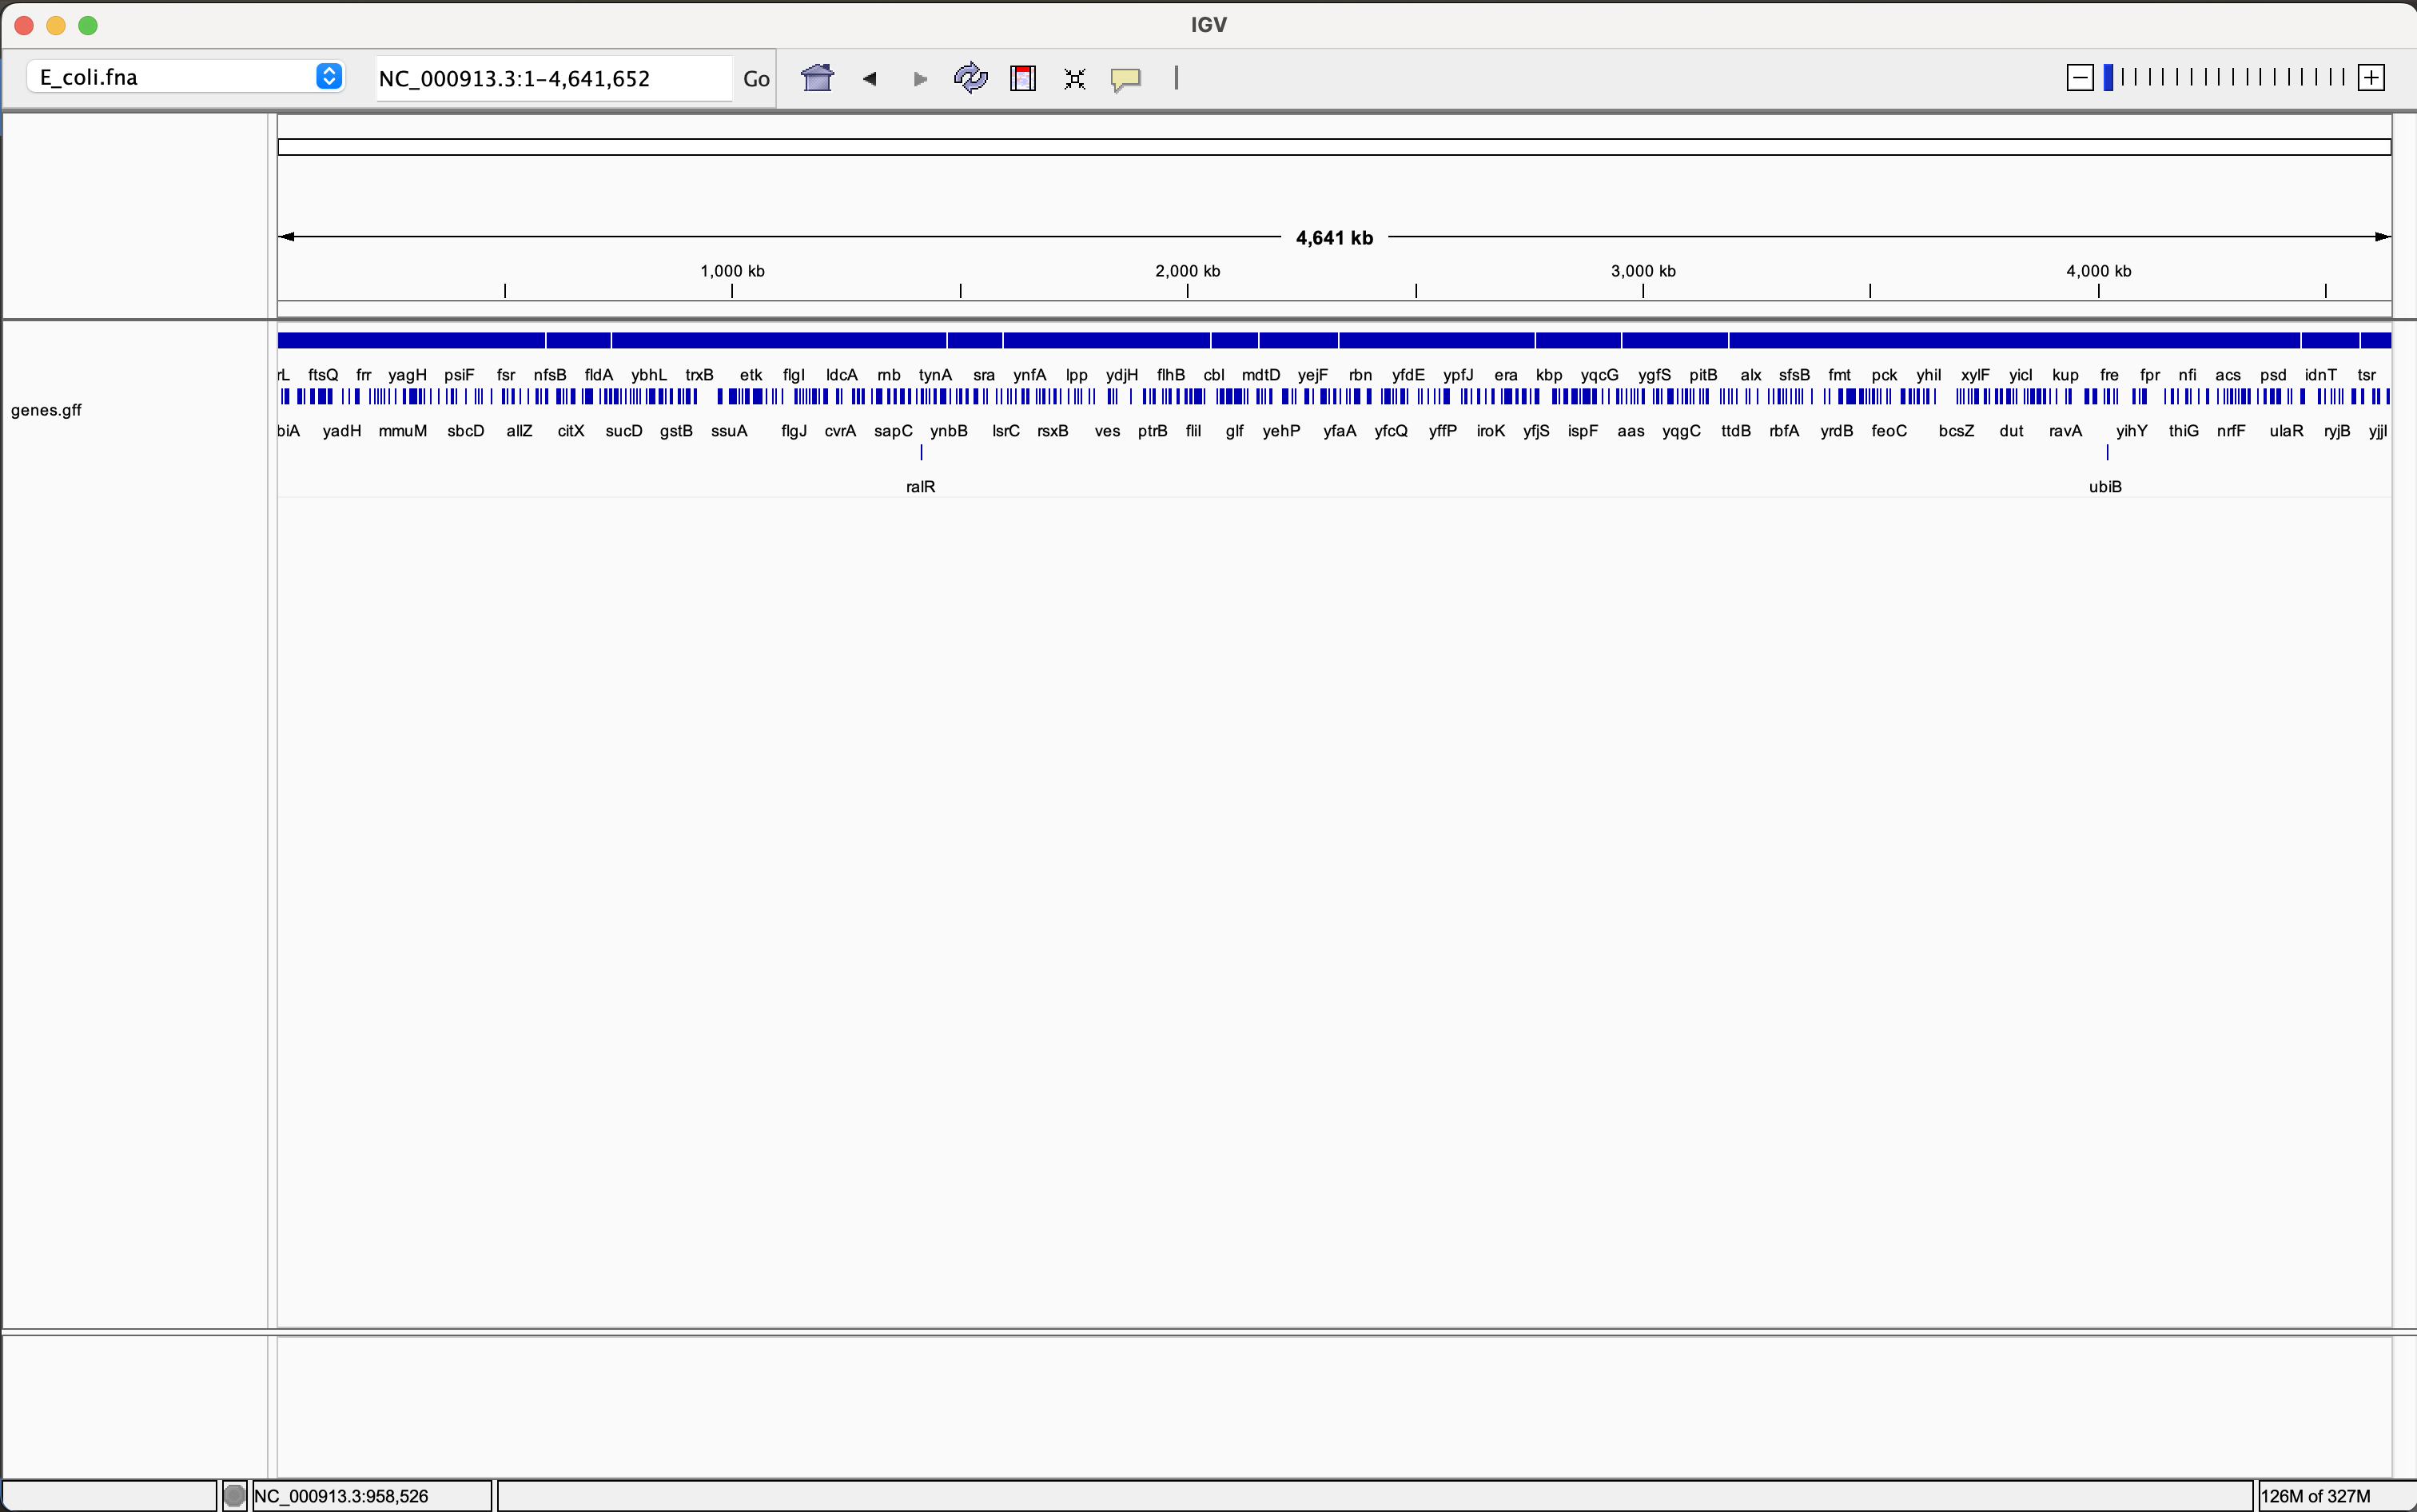 IGV
E_coli.fna NC_000913.3:1-4,641,652 Go
4,641 kb
1,000 kb 2,000 kb 3,000 kb 4,000 kb
rL ftsQ frr yagH psiF fsr nfsB fldA ybhL trxB etk flgI ldcA rnb tynA sra ynfA lpp ydjH flhB cbl mdtD yejF rbn yfdE ypfJ era kbp yqcG ygfS pitB alx sfsB fmt pck yhiI xylF yicI kup fre fpr nfi acs psd idnT tsr
genes.gff
biA yadH mmuM sbcD allZ citX sucD gstB ssuA flgJ cvrA sapC ynbB lsrC rsxB ves ptrB fliI glf yehP yfaA yfcQ yffP iroK yfjS ispF aas yqgC ttdB rbfA yrdB feoC bcsZ dut ravA yihY thiG nrfF ulaR ryjB yjjI
ralR ubiB
NC_000913.3:958,526 126M of 327M